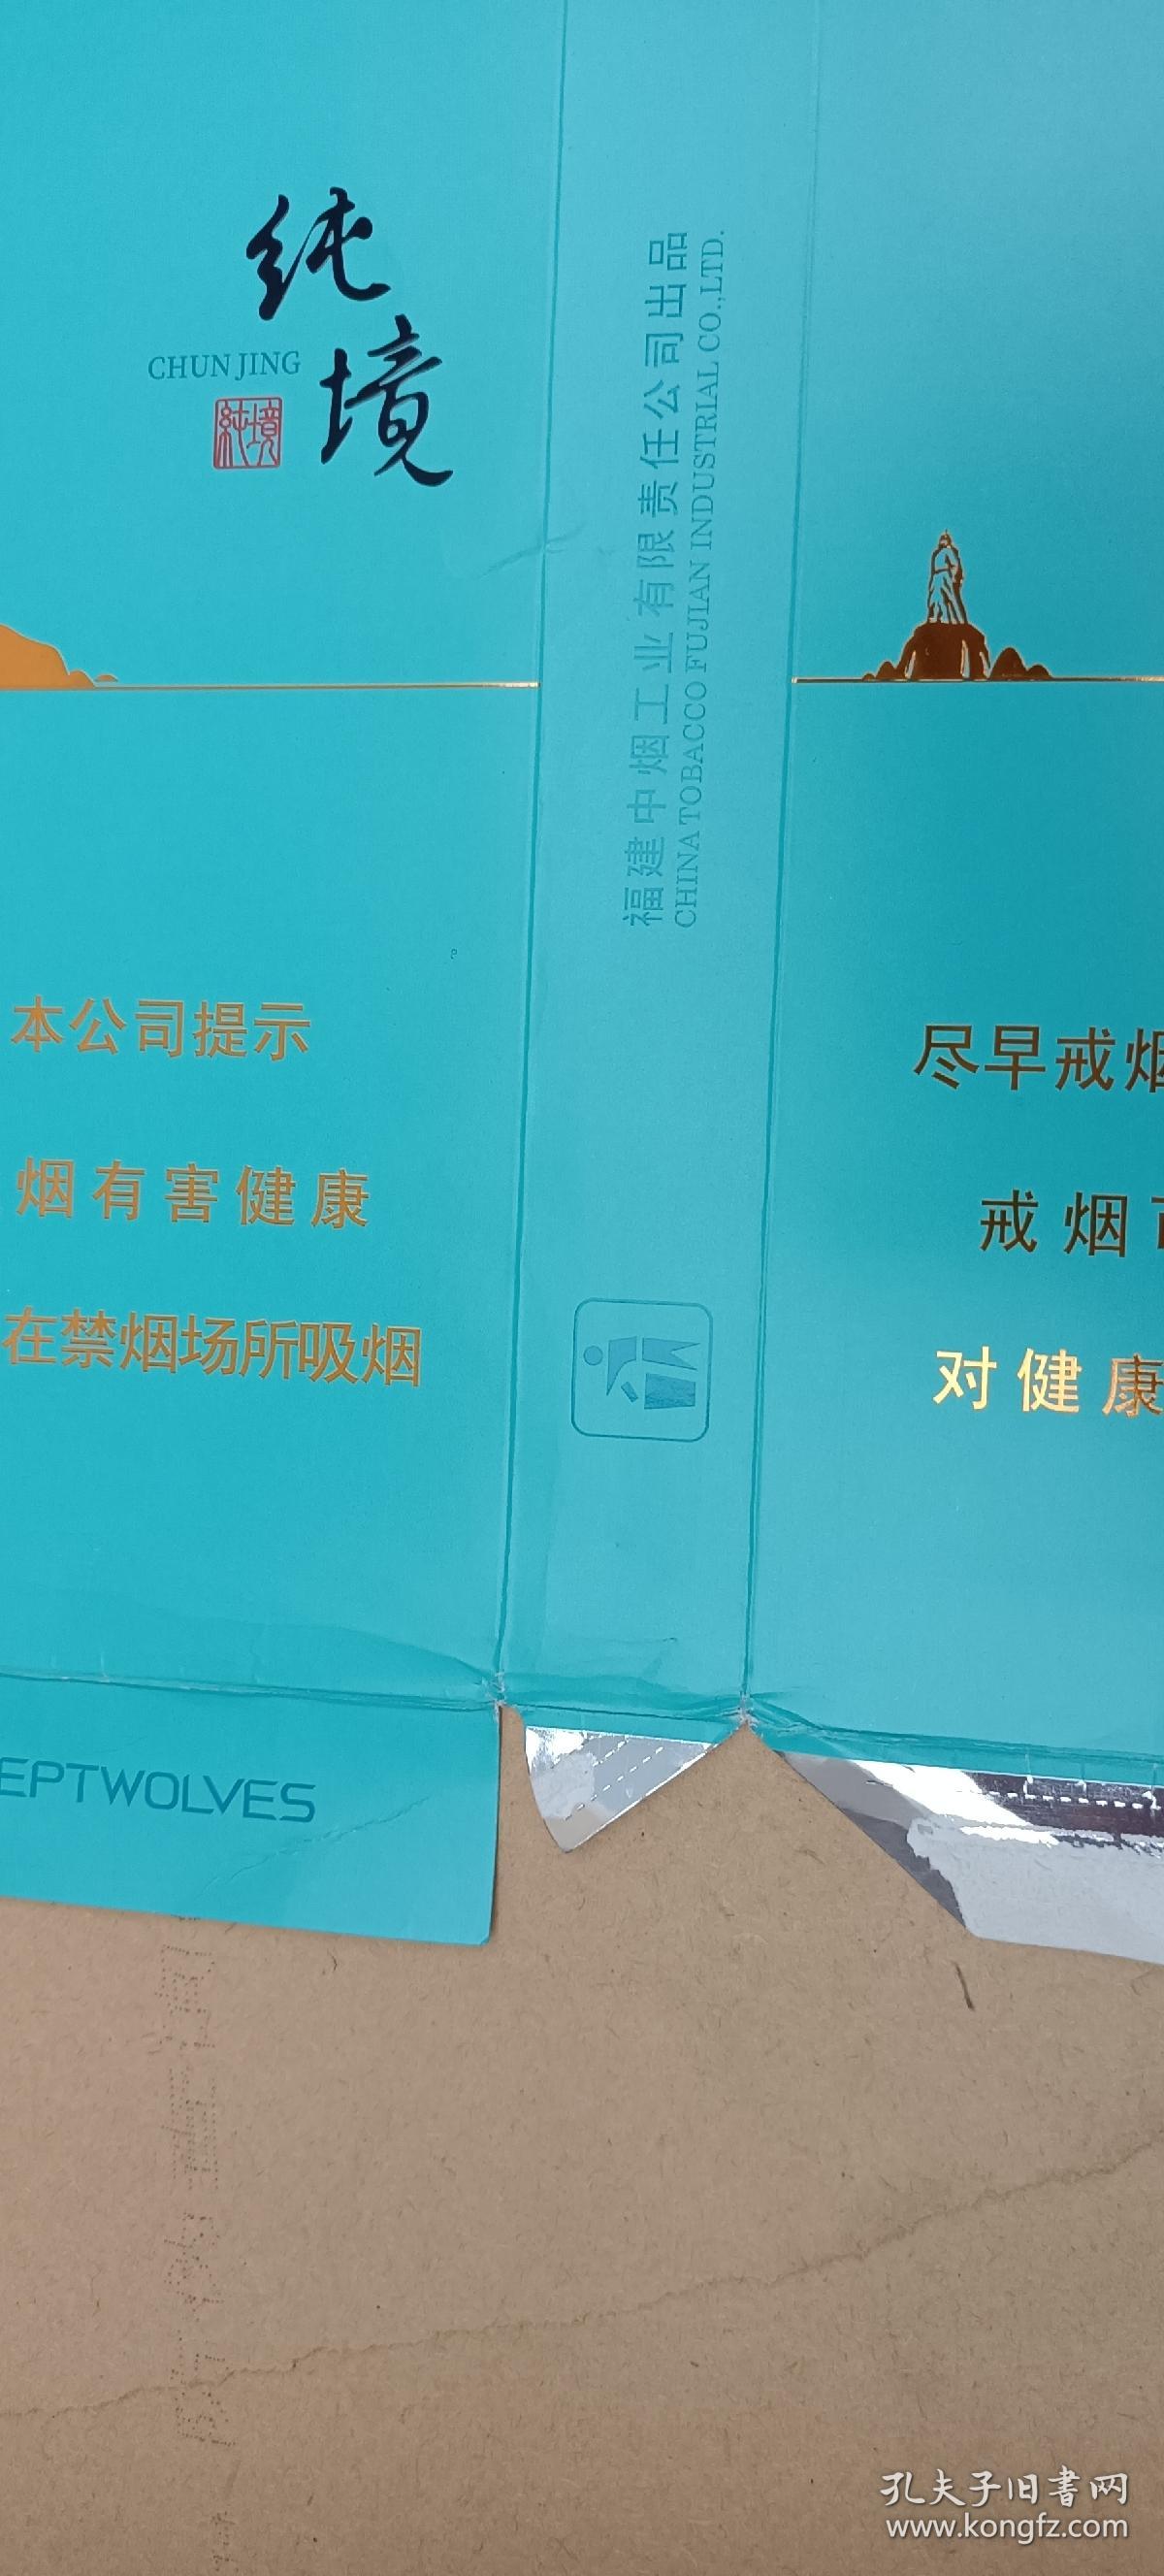 纯境
CHUN JING
純境
福建中烟工业有限责任公司出品
CHINA TOBACCO FUJIAN INDUSTRIAL CO.,LTD.
本公司提示
烟有害健康
在禁烟场所吸烟
尽早戒烟
戒烟
对健康
EPTWOLVES
孔夫子旧書网
www.kongfz.com